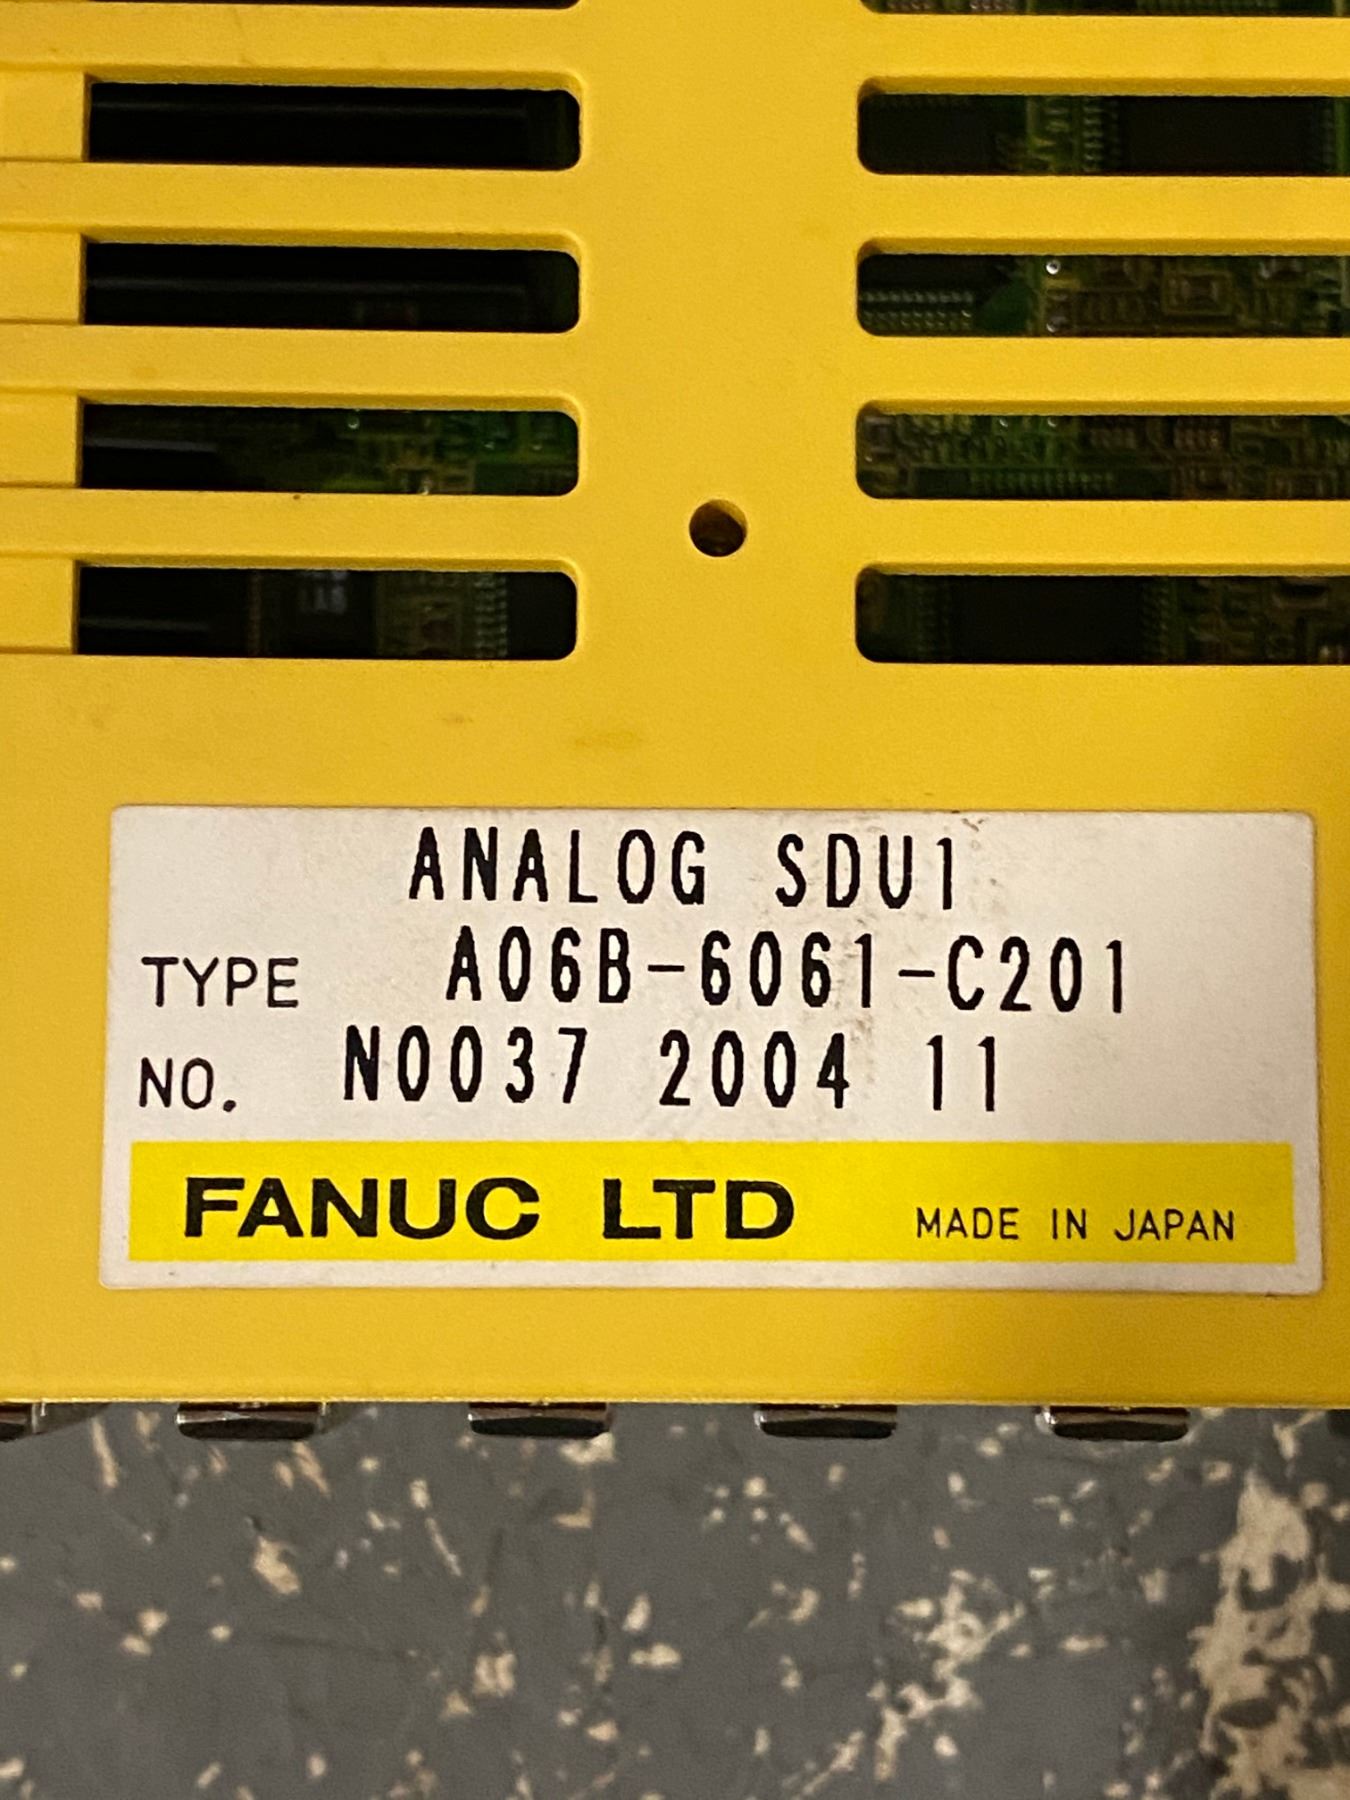 ANALOG SDU1
TYPE A06B-6061-C201
NO. N0037 2004 11
FANUC LTD MADE IN JAPAN